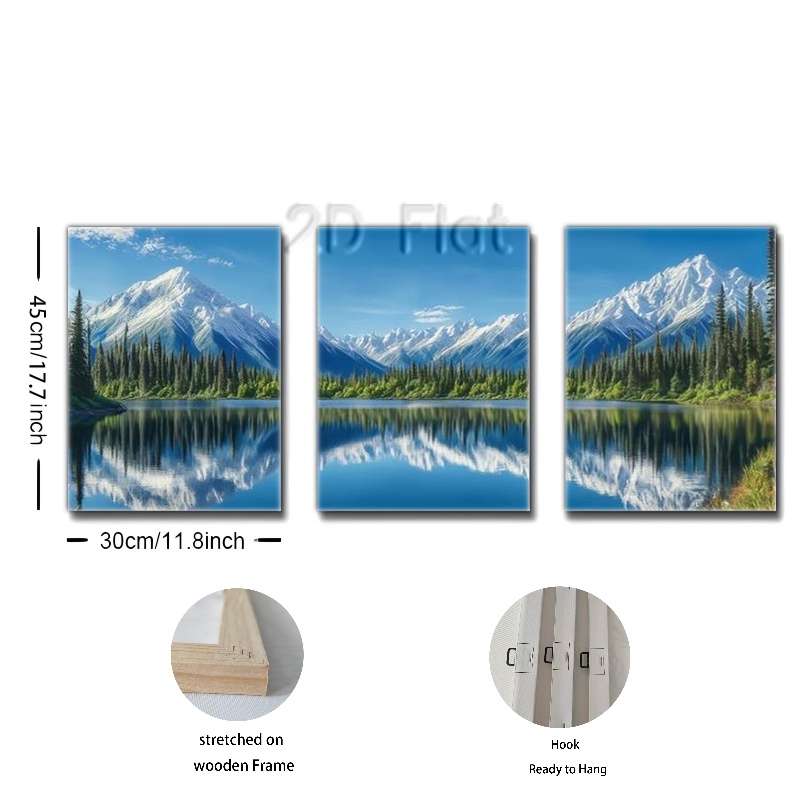 2D Flat
45cm/17.7inch
30cm/11.8inch
stretched on
wooden Frame
Hook
Ready to Hang